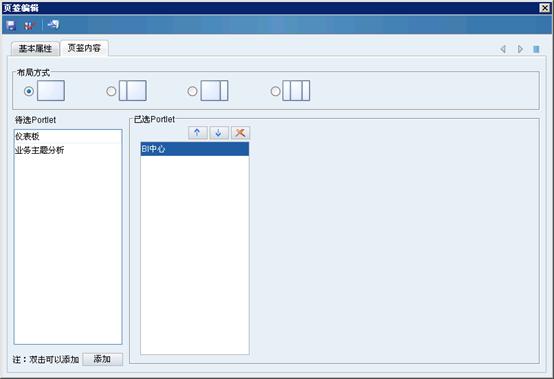 页签编辑
基本属性
页签内容
布局方式
待选Portlet
已选Portlet
仪表板
业务主题分析
BI中心
注：双击可以添加
添加